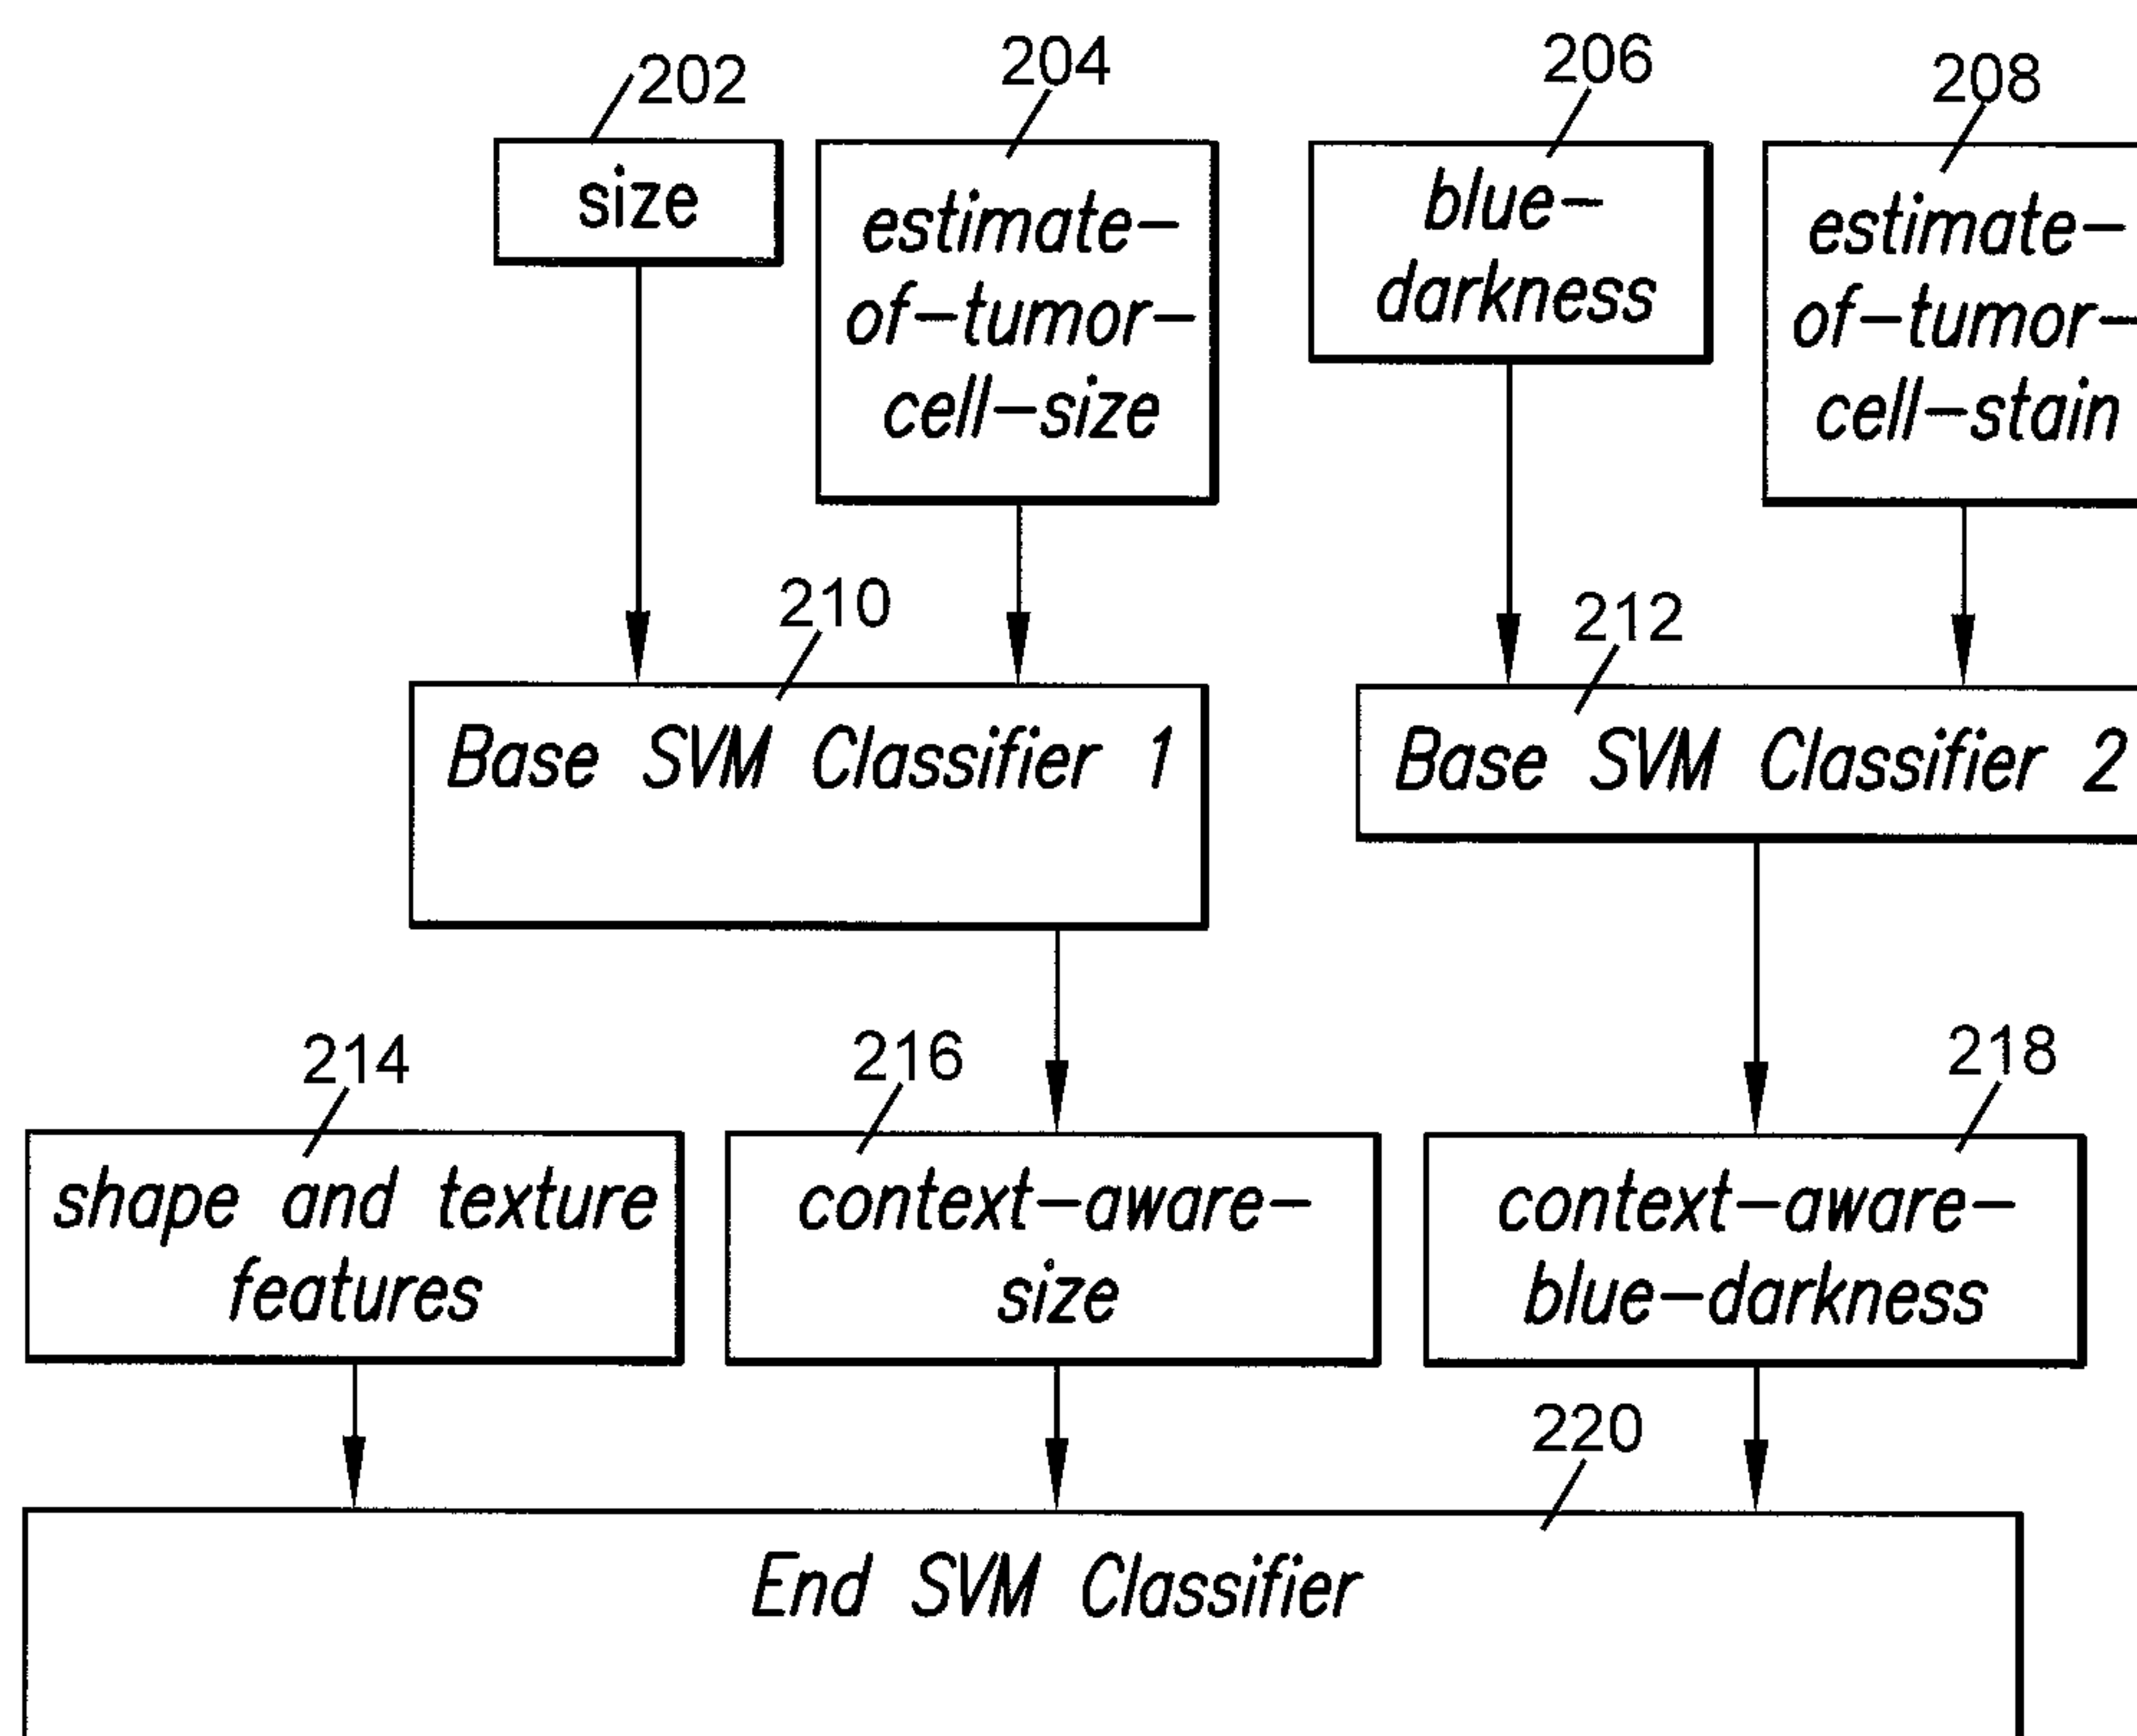 202
204
206
208
size
estimate-
of-tumor-
cell-size
blue-
darkness
estimate-
of-tumor-
cell-stain
210
212
Base SVM Classifier 1
Base SVM Classifier 2
214
216
218
shape and texture
features
context-aware-
size
context-aware-
blue-darkness
220
End SVM Classifier